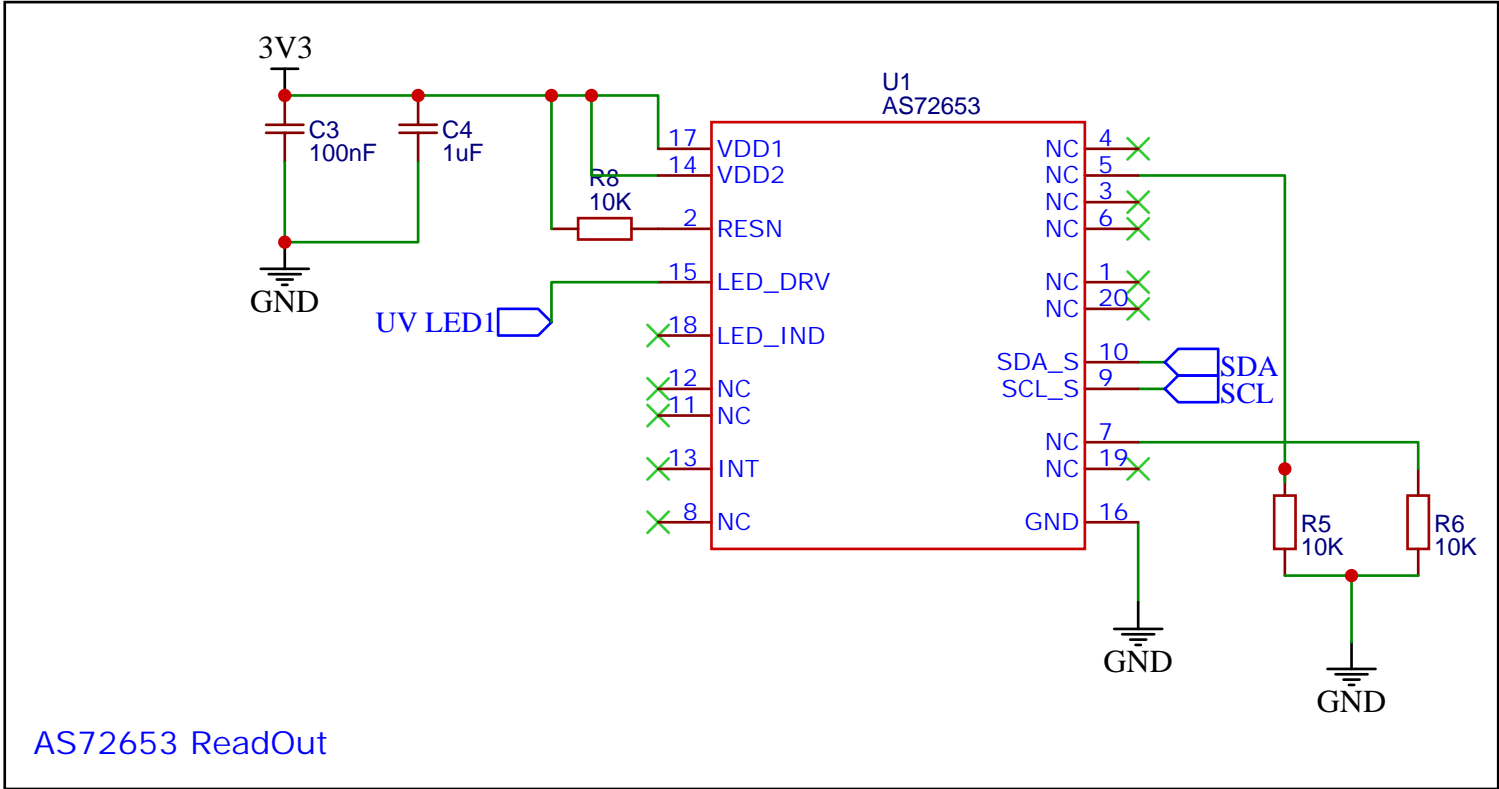 3V3
U1
AS72653
C3
100nF
C4
1uF
17 VDD1
14 VDD2
R8
10K
2 RESN
15 LED_DRV
UV LED1
18 LED_IND
12 NC
11 NC
13 INT
8 NC
GND
NC 4
NC 5
NC 3
NC 6
NC 1
NC 20
SDA_S 10 SDA
SCL_S 9 SCL
NC 7
NC 19
GND 16
R5
10K
R6
10K
GND
GND
AS72653 ReadOut